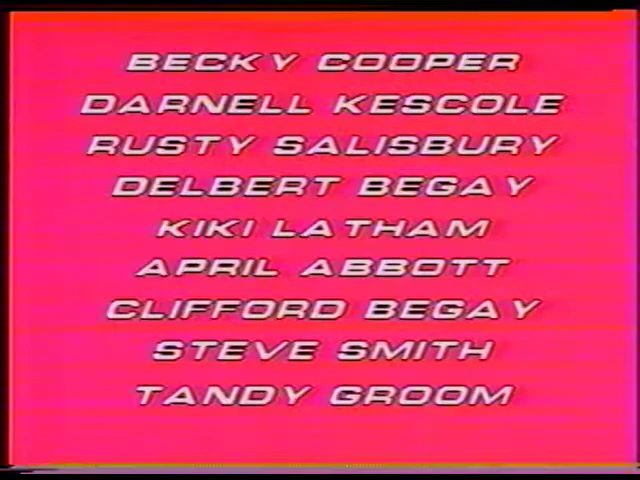 BECKY COOPER
DARNELL KESCOLE
RUSTY SALISBURY
DELBERT BEGAY
KIKI LATHAM
APRIL ABBOTT
CLIFFORD BEGAY
STEVE SMITH
TANDY GROOM